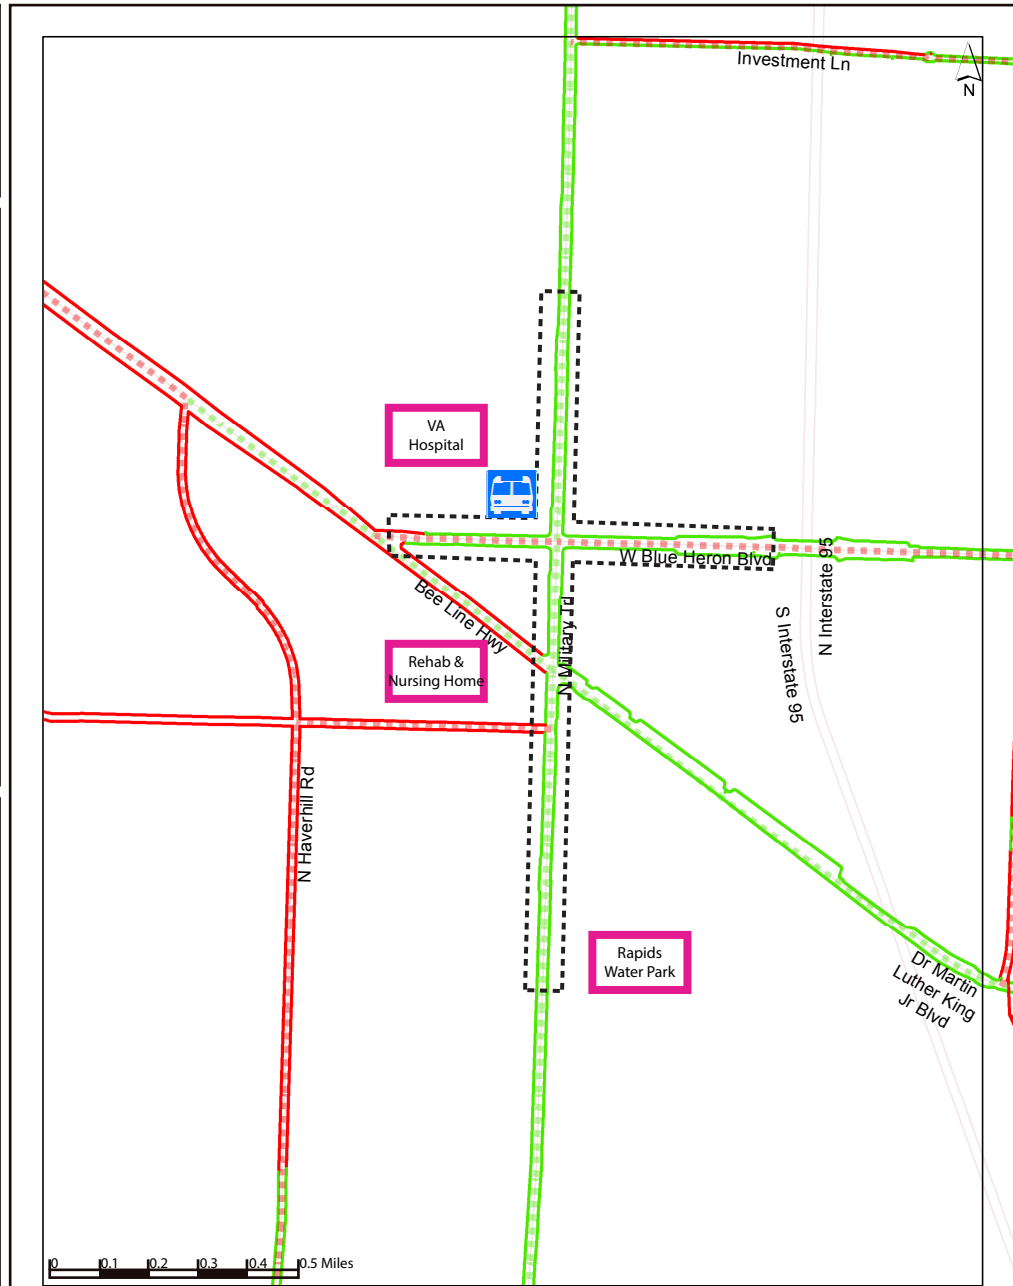 Investment Ln
N
VA
Hospital
W Blue Heron Blvd
N Interstate 95
S Interstate 95
Bee Line Hwy
N Military Trl
Rehab &
Nursing Home
N Haverhill Rd
Rapids
Water Park
Dr Martin
Luther King
Jr Blvd
0 0.1 0.2 0.3 0.4 0.5 Miles